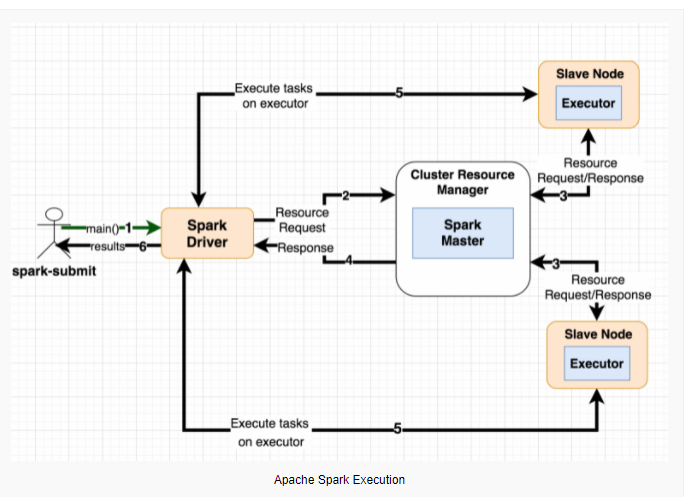 Slave Node
Executor
Execute tasks
on executor
5
Resource
Request/Response
3
Cluster Resource
Manager
Spark
Master
2
Resource
Request
Response
4
main()
1
Spark
Driver
results
6
spark-submit
3
Resource
Request/Response
Slave Node
Executor
Execute tasks
on executor
5
Apache Spark Execution